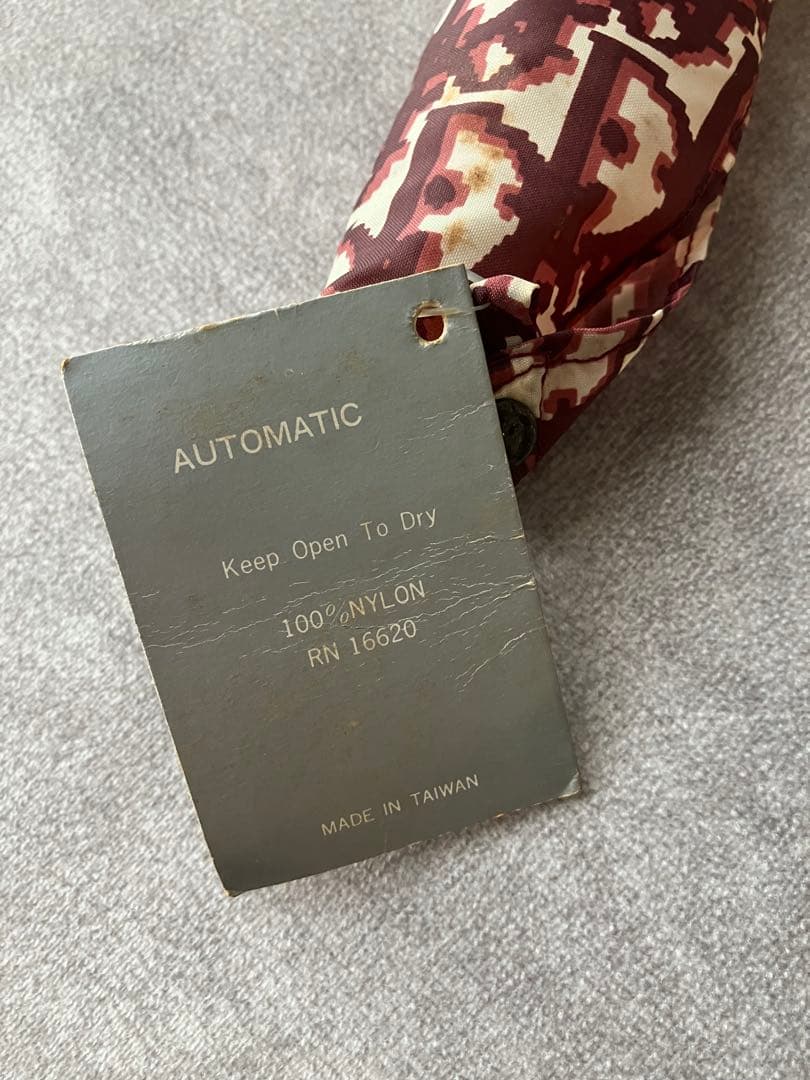 AUTOMATIC
Keep Open To Dry
100%NYLON
RN 16620
MADE IN TAIWAN